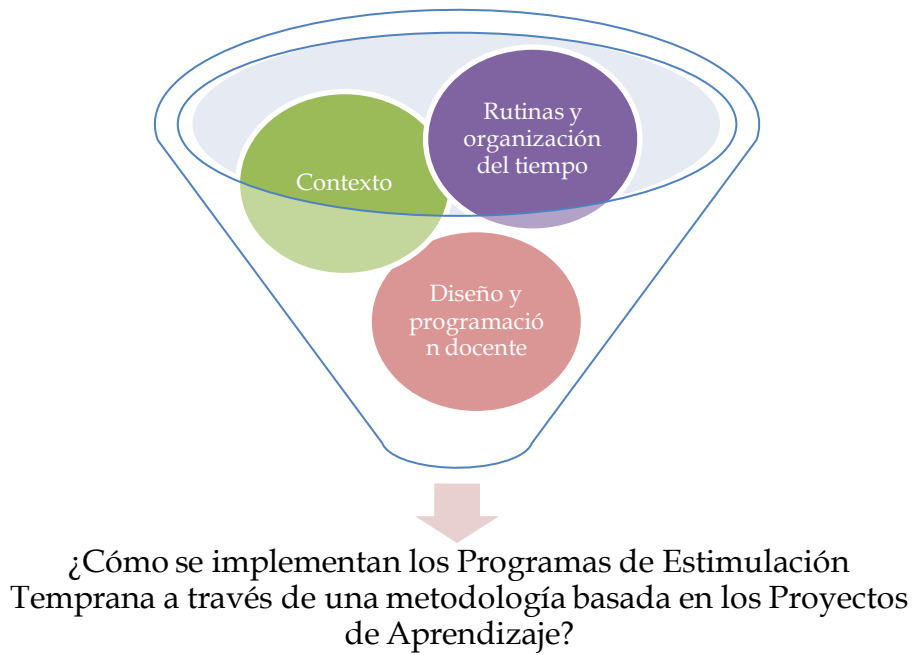 Rutinas y
organización
del tiempo
Contexto
Diseño y
programació
n docente
¿Cómo se implementan los Programas de Estimulación
Temprana a través de una metodología basada en los Proyectos
de Aprendizaje?